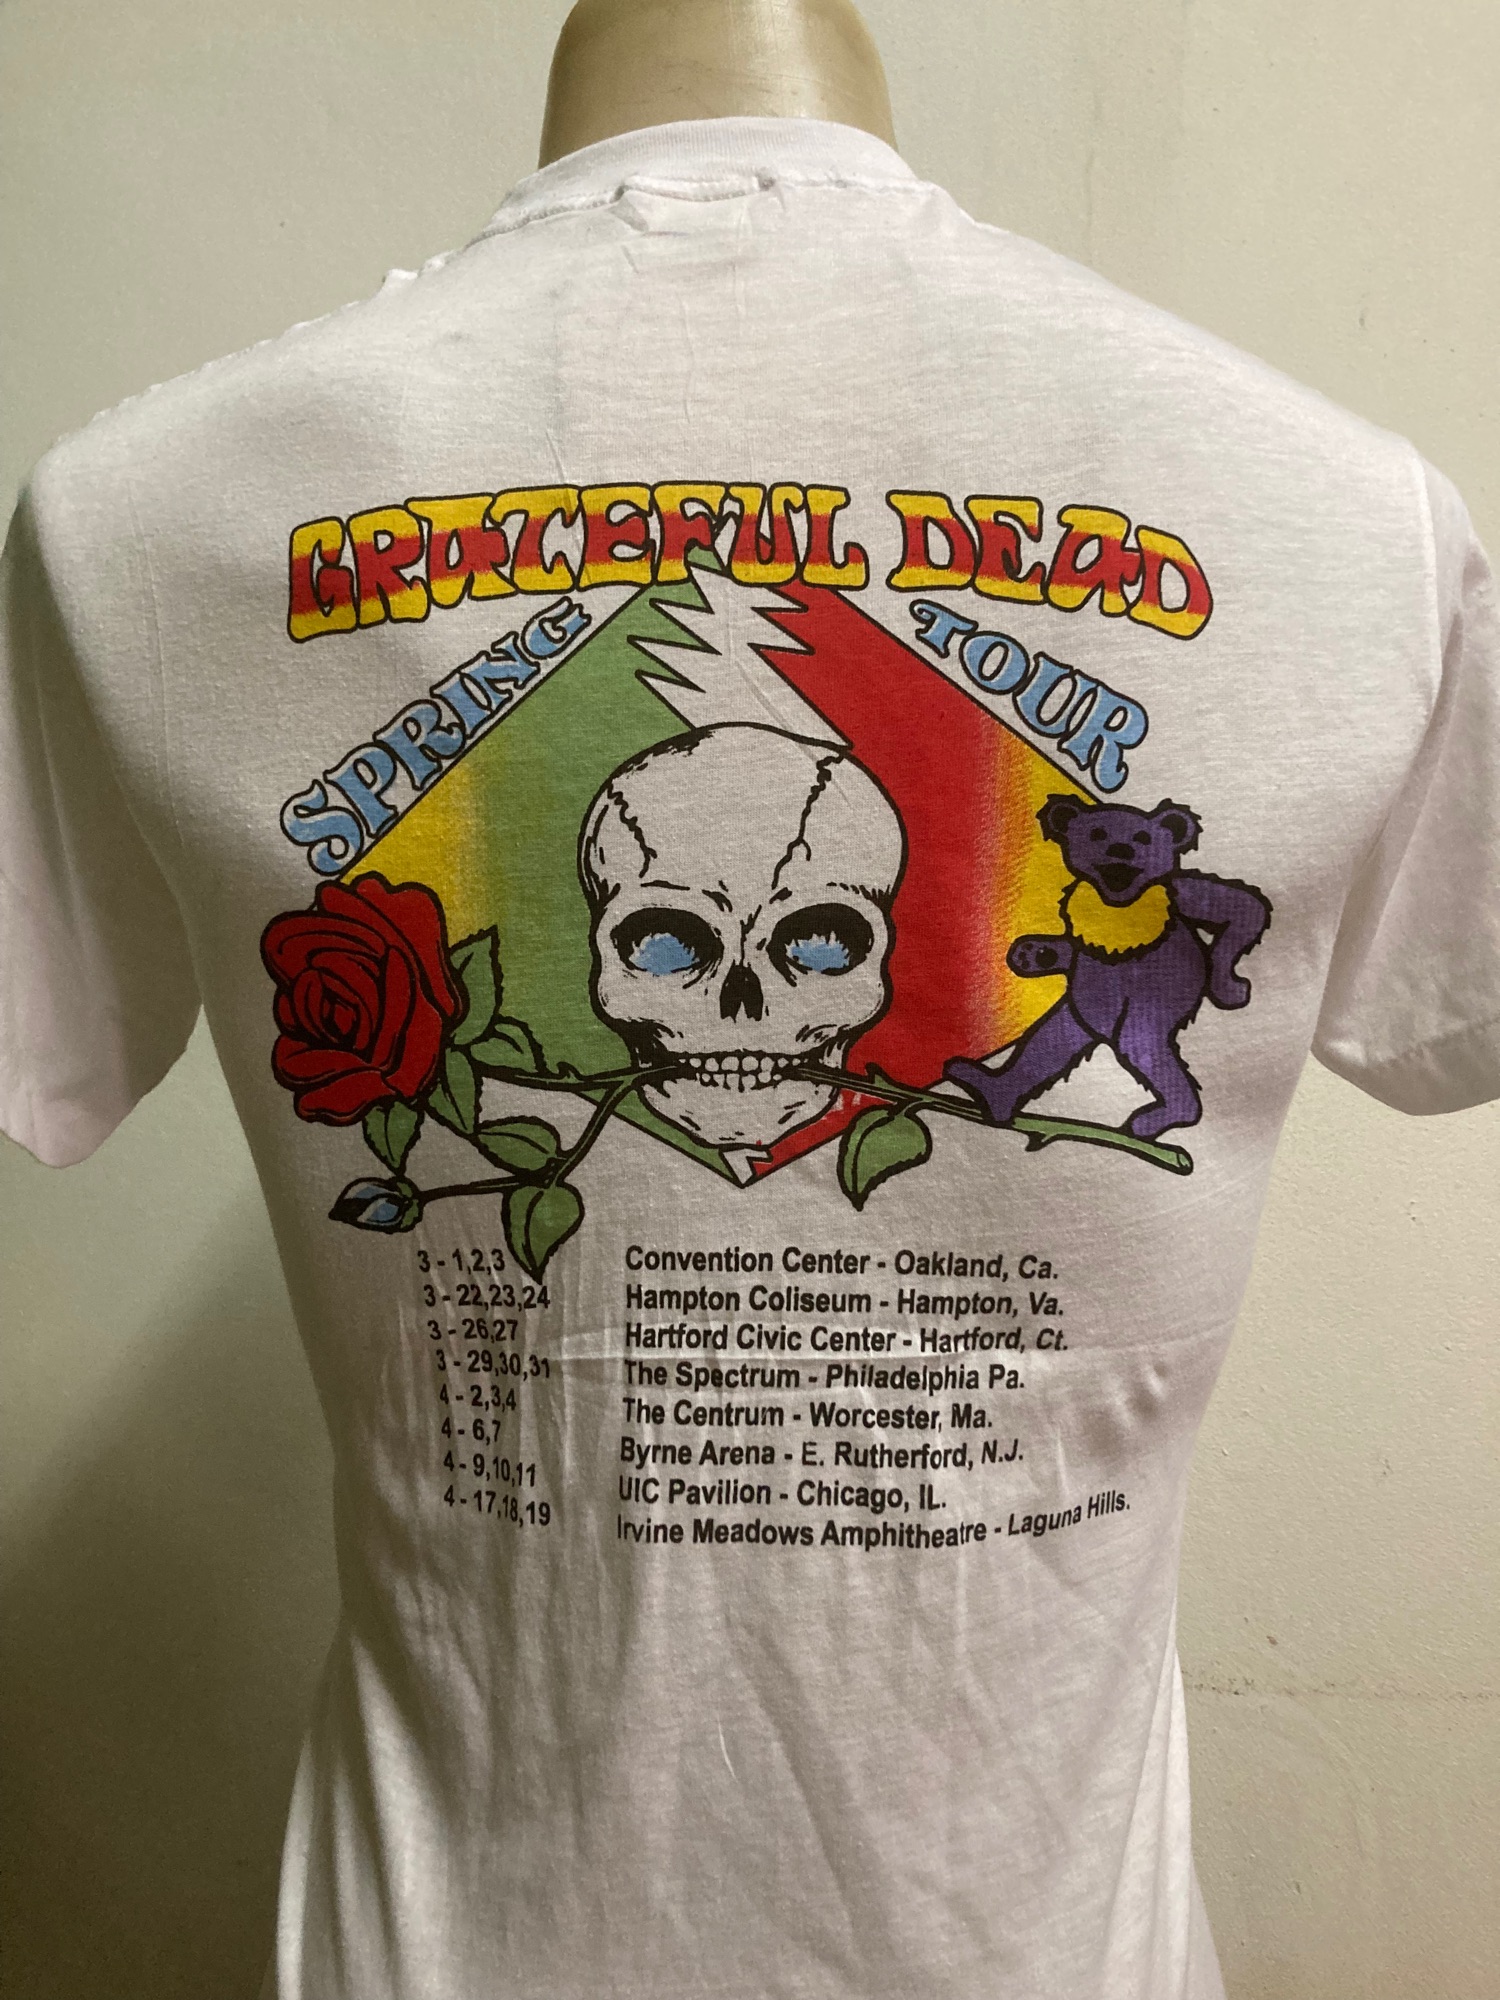 GRATEFUL DEAD
SPRING TOUR
3 - 1,2,3 Convention Center - Oakland, Ca.
3 - 22,23,24 Hampton Coliseum - Hampton, Va.
3 - 26,27 Hartford Civic Center - Hartford, Ct.
3 - 29,30,31 The Spectrum - Philadelphia Pa.
4 - 2,3,4 The Centrum - Worcester, Ma.
4 - 6,7 Byrne Arena - E. Rutherford, N.J.
4 - 9,10,11 UIC Pavilion - Chicago, IL.
4 - 17,18,19 Irvine Meadows Amphitheatre - Laguna Hills.